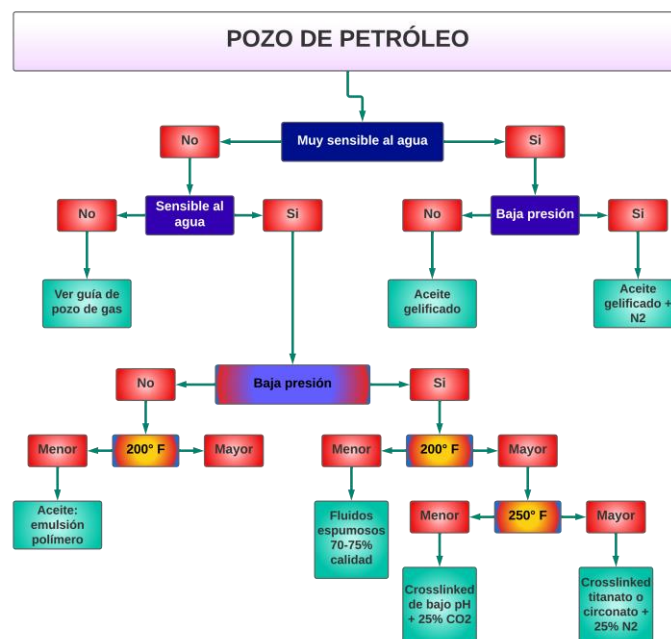 POZO DE PETRÓLEO
Muy sensible al agua
No
Si
Sensible al
agua
No
Si
Baja presión
No
Si
Ver guía de
pozo de gas
Aceite
gelificado
Aceite
gelificado +
N2
Baja presión
No
Si
Menor
200° F
Mayor
Menor
200° F
Mayor
Aceite:
emulsión
polímero
Fluidos
espumosos
70-75%
calidad
Menor
250° F
Mayor
Crosslinked
de bajo pH
+ 25% CO2
Crosslinked
titanato o
circonato +
25% N2